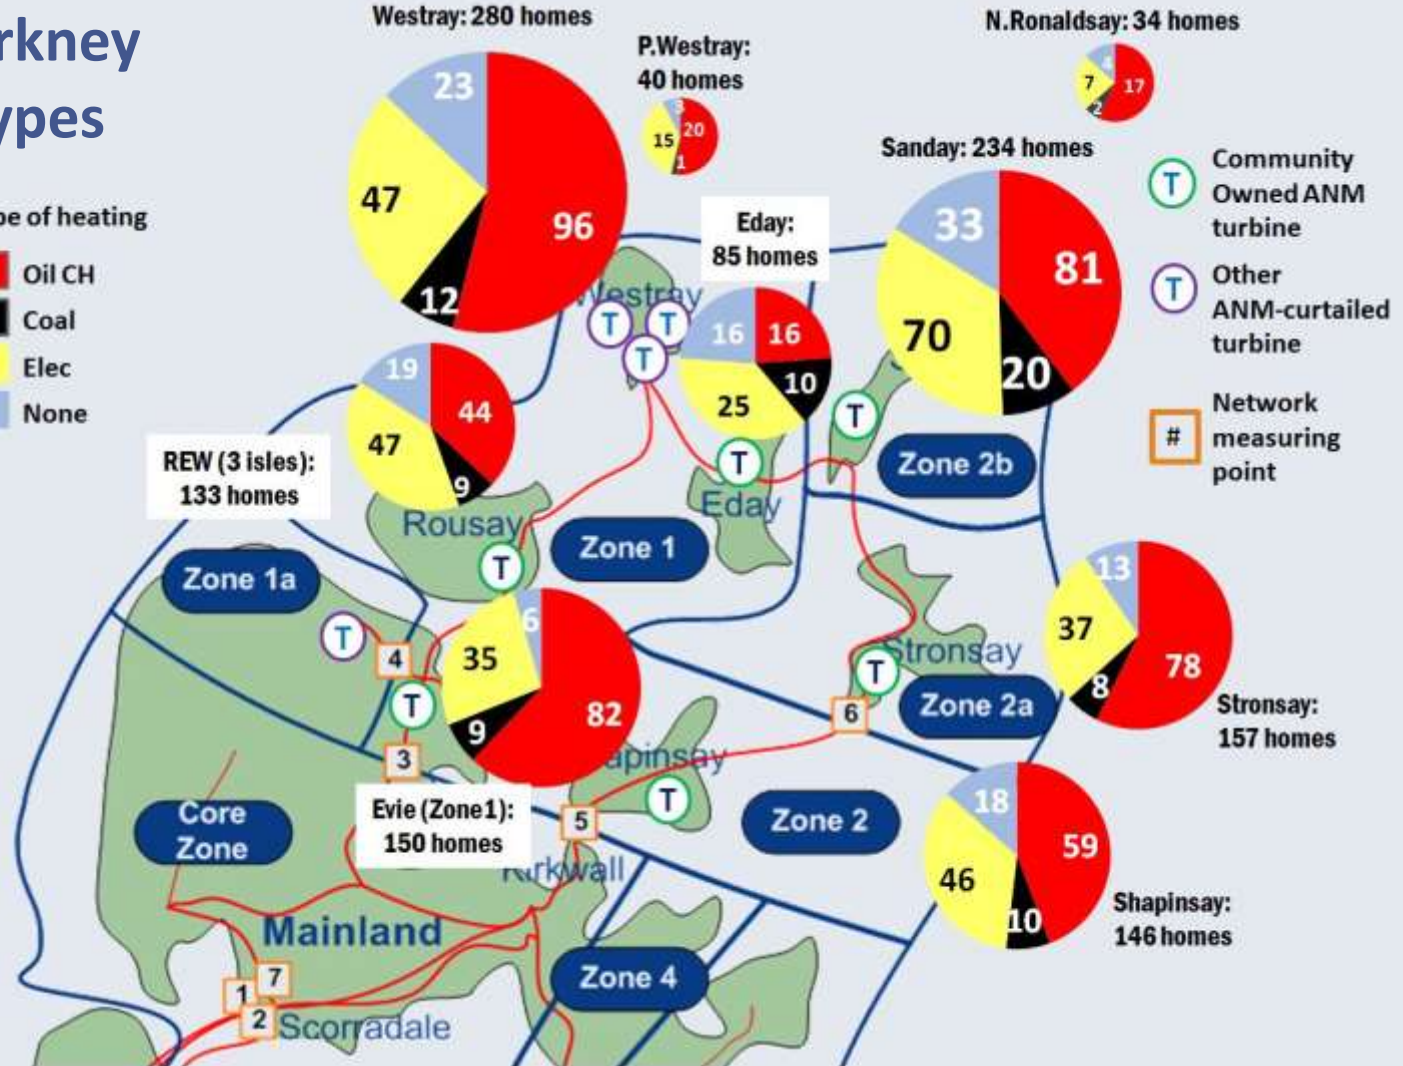 rkney
ypes
pe of heating
Oil CH
Coal
Elec
None
Westray: 280 homes
23
47
96
12
P.Westray:
40 homes
3
20
15
1
N.Ronaldsay: 34 homes
4
7
17
2
Sanday: 234 homes
33
81
70
20
Community
Owned ANM
turbine
T
Other
ANM-curtailed
turbine
T
Network
measuring
point
#
Eday:
85 homes
16
16
10
25
Westray
T
T
T
19
44
47
9
REW (3 isles):
133 homes
T
Zone 2b
T
Eday
Rousay
T
Zone 1
Zone 1a
T
4
T
3
6
35
82
9
Evie (Zone1):
150 homes
13
37
78
8
Stronsay:
157 homes
Stronsay
T
Zone 2a
6
apinsay
T
5
Zone 2
18
59
46
10
Shapinsay:
146 homes
Core
Zone
Kirkwall
Mainland
Zone 4
7
1
2
Scorradale